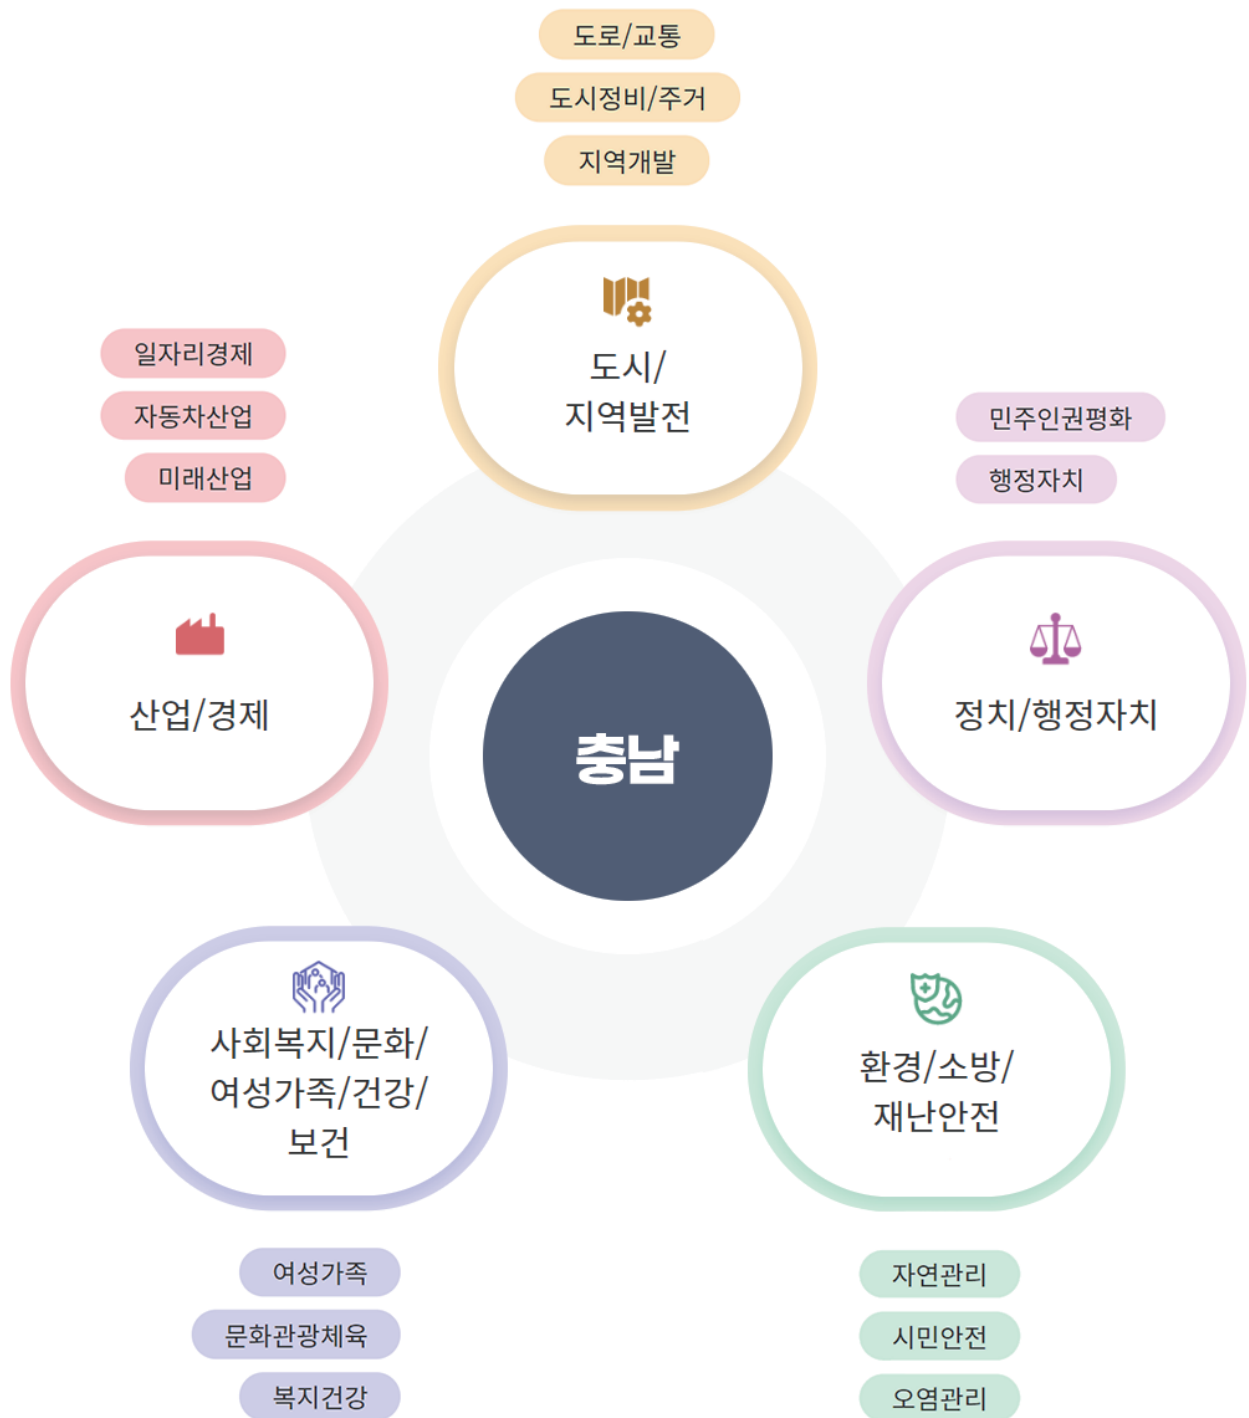 도로/교통
도시정비/주거
지역개발
도시/
지역발전
일자리경제
자동차산업
미래산업
산업/경제
민주인권평화
행정자치
정치/행정자치
충남
사회복지/문화/
여성가족/건강/
보건
여성가족
문화관광체육
복지건강
환경/소방/
재난안전
자연관리
시민안전
오염관리